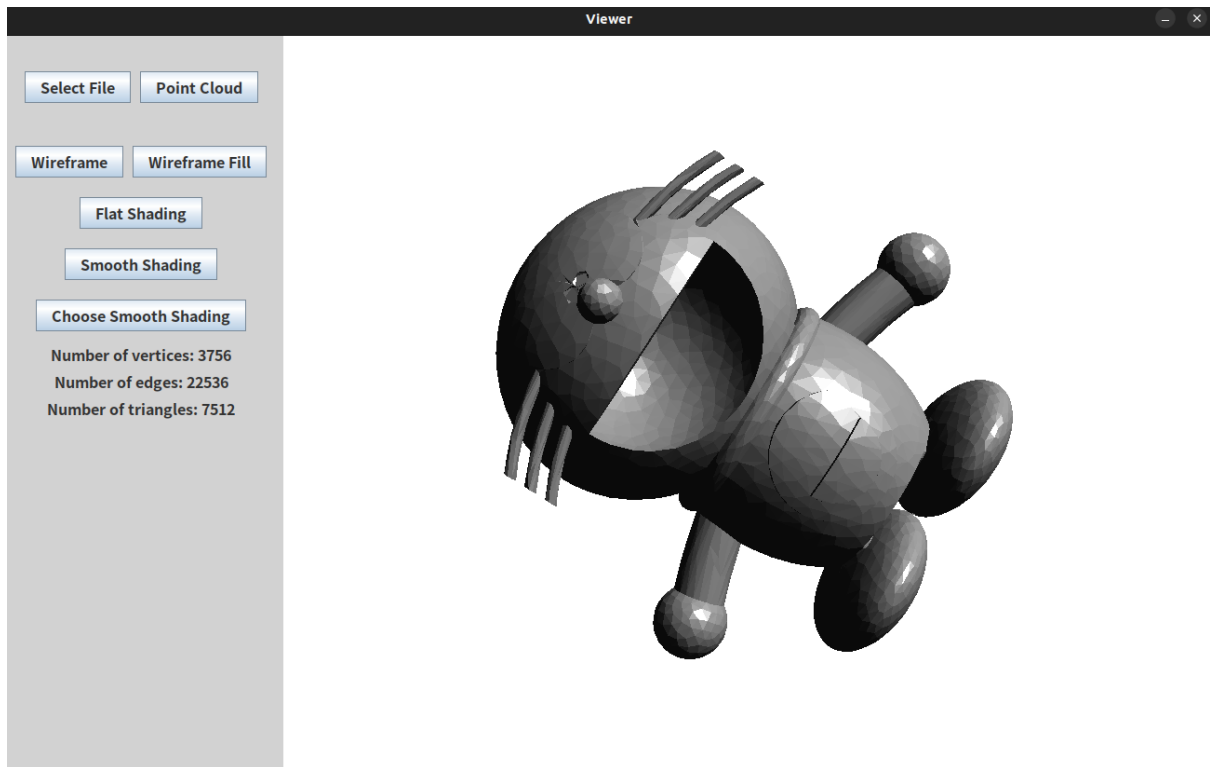 Viewer
Select File Point Cloud
Wireframe Wireframe Fill
Flat Shading
Smooth Shading
Choose Smooth Shading
Number of vertices: 3756
Number of edges: 22536
Number of triangles: 7512